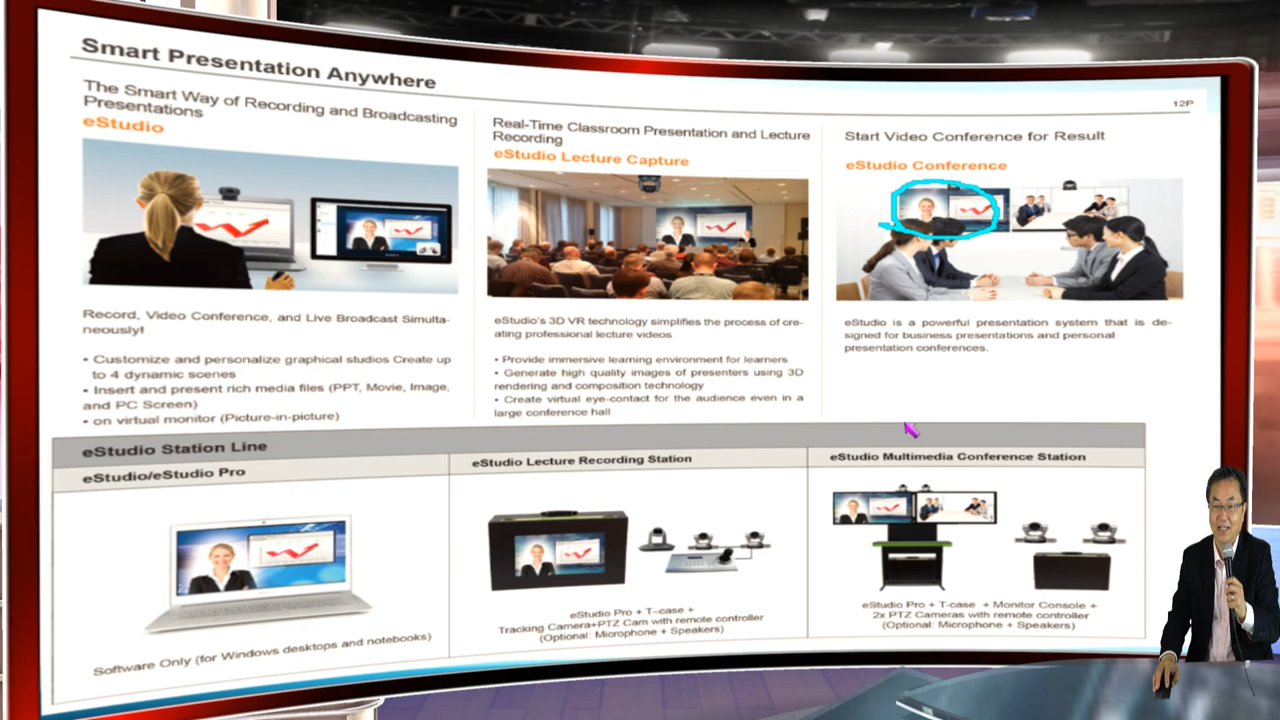 Smart Presentation Anywhere
12P
The Smart Way of Recording and Broadcasting
Presentations
eStudio
Record, Video Conference, and Live Broadcast Simulta-
neously!
• Customize and personalize graphical studios Create up
to 4 dynamic scenes
• Insert and present rich media files (PPT, Movie, Image,
and PC Screen)
• on virtual monitor (Picture-in-picture)
Real-Time Classroom Presentation and Lecture
Recording
eStudio Lecture Capture
eStudio's 3D VR technology simplifies the process of cre-
ating professional lecture videos
• Provide immersive learning environment for learners
• Generate high quality images of presenters using 3D
rendering and composition technology
• Create virtual eye-contact for the audience even in a
large conference hall
Start Video Conference for Result
eStudio Conference
eStudio is a powerful presentation system that is de-
signed for business presentations and personal
presentation conferences.
eStudio Station Line
eStudio/eStudio Pro
Software Only (for Windows desktops and notebooks)
eStudio Lecture Recording Station
eStudio Pro + T-case +
Tracking Camera+PTZ Cam with remote controller
(Optional: Microphone + Speakers)
eStudio Multimedia Conference Station
eStudio Pro + T-case + Monitor Console +
2x PTZ Cameras with remote controller
(Optional: Microphone + Speakers)